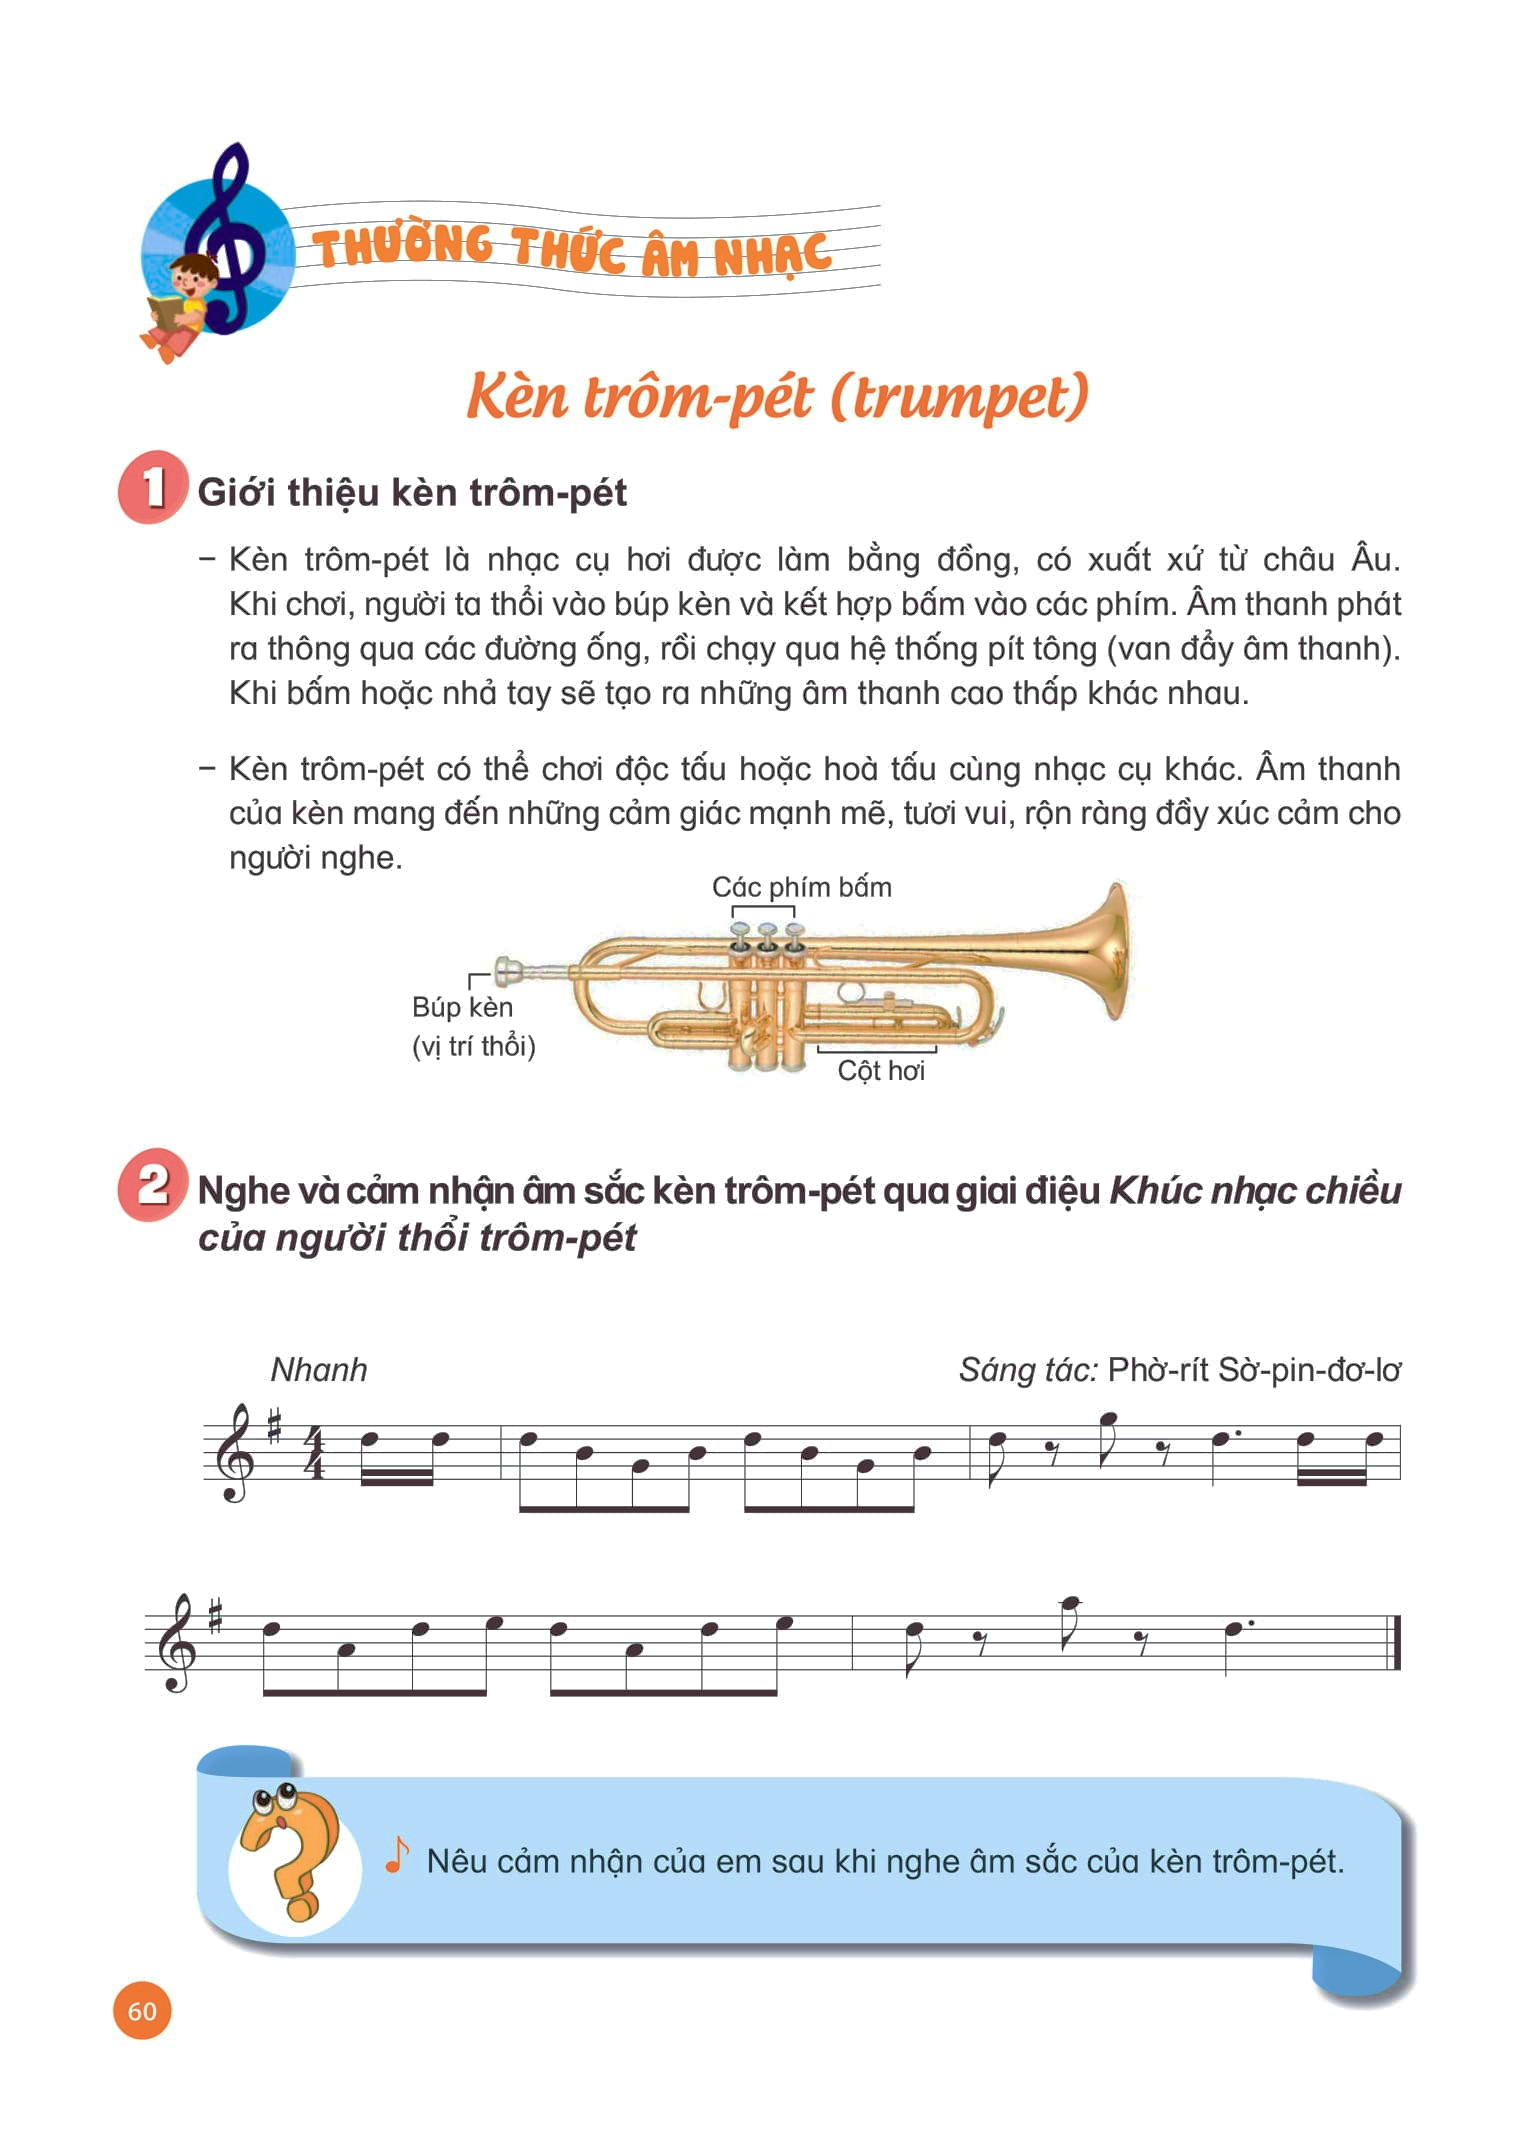 THƯỜNG THỨC ÂM NHẠC
Kèn trôm-pét (trumpet)
1 Giới thiệu kèn trôm-pét
– Kèn trôm-pét là nhạc cụ hơi được làm bằng đồng, có xuất xứ từ châu Âu.
Khi chơi, người ta thổi vào búp kèn và kết hợp bấm vào các phím. Âm thanh phát
ra thông qua các đường ống, rồi chạy qua hệ thống pít tông (van đẩy âm thanh).
Khi bấm hoặc nhả tay sẽ tạo ra những âm thanh cao thấp khác nhau.
– Kèn trôm-pét có thể chơi độc tấu hoặc hoà tấu cùng nhạc cụ khác. Âm thanh
của kèn mang đến những cảm giác mạnh mẽ, tươi vui, rộn ràng đầy xúc cảm cho
người nghe.
Các phím bấm
Búp kèn
(vị trí thổi)
Cột hơi
2 Nghe và cảm nhận âm sắc kèn trôm-pét qua giai điệu Khúc nhạc chiều
của người thổi trôm-pét
Nhanh
Sáng tác: Phờ-rít Sờ-pin-đơ-lơ
4
4
Nêu cảm nhận của em sau khi nghe âm sắc của kèn trôm-pét.
60